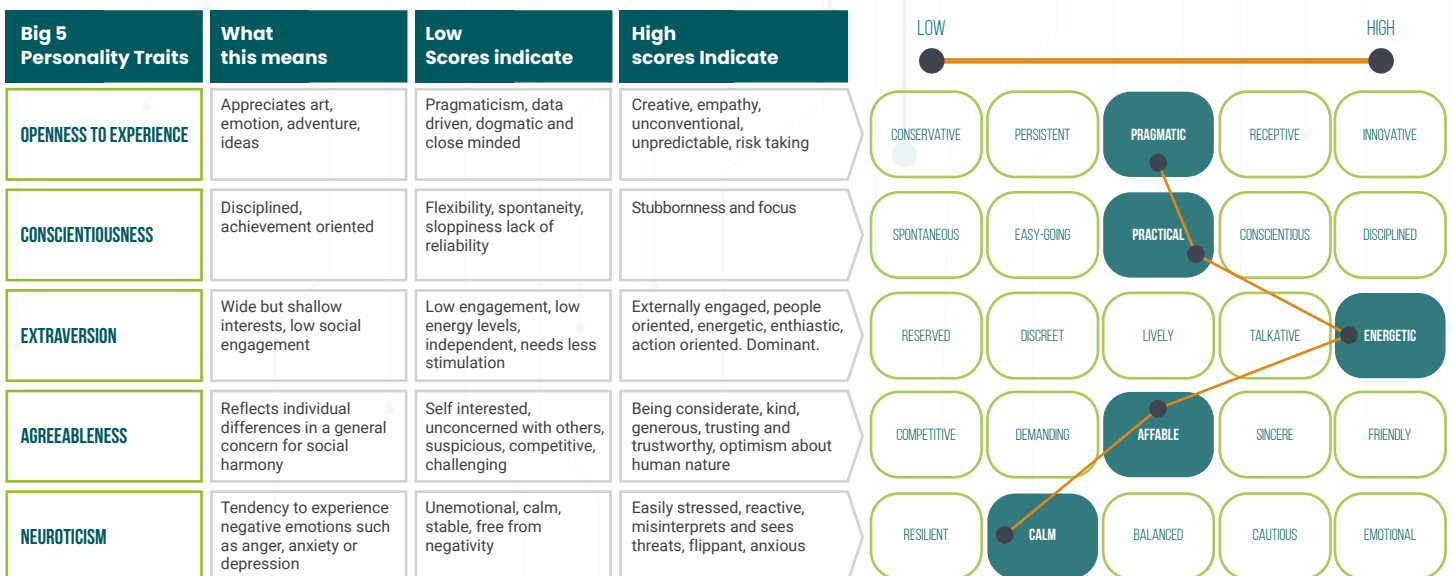 Big 5
Personality Traits
What
this means
Low
Scores indicate
High
scores Indicate
LOW
HIGH
OPENNESS TO EXPERIENCE
Appreciates art,
emotion, adventure,
ideas
Pragmaticism, data
driven, dogmatic and
close minded
Creative, empathy,
unconventional,
unpredictable, risk taking
CONSERVATIVE
PERSISTENT
PRAGMATIC
RECEPTIVE
INNOVATIVE
CONSCIENTIOUSNESS
Disciplined,
achievement oriented
Flexibility, spontaneity,
sloppiness lack of
reliability
Stubbornness and focus
SPONTANEOUS
EASY-GOING
PRACTICAL
CONSCIENTIOUS
DISCIPLINED
EXTRAVERSION
Wide but shallow
interests, low social
engagement
Low engagement, low
energy levels,
independent, needs less
stimulation
Externally engaged, people
oriented, energetic, enthiastic,
action oriented. Dominant.
RESERVED
DISCREET
LIVELY
TALKATIVE
ENERGETIC
AGREEABLENESS
Reflects individual
differences in a general
concern for social
harmony
Self interested,
unconcerned with others,
suspicious, competitive,
challenging
Being considerate, kind,
generous, trusting and
trustworthy, optimism about
human nature
COMPETITIVE
DEMANDING
AFFABLE
SINCERE
FRIENDLY
NEUROTICISM
Tendency to experience
negative emotions such
as anger, anxiety or
depression
Unemotional, calm,
stable, free from
negativity
Easily stressed, reactive,
misinterprets and sees
threats, flippant, anxious
RESILIENT
CALM
BALANCED
CAUTIOUS
EMOTIONAL